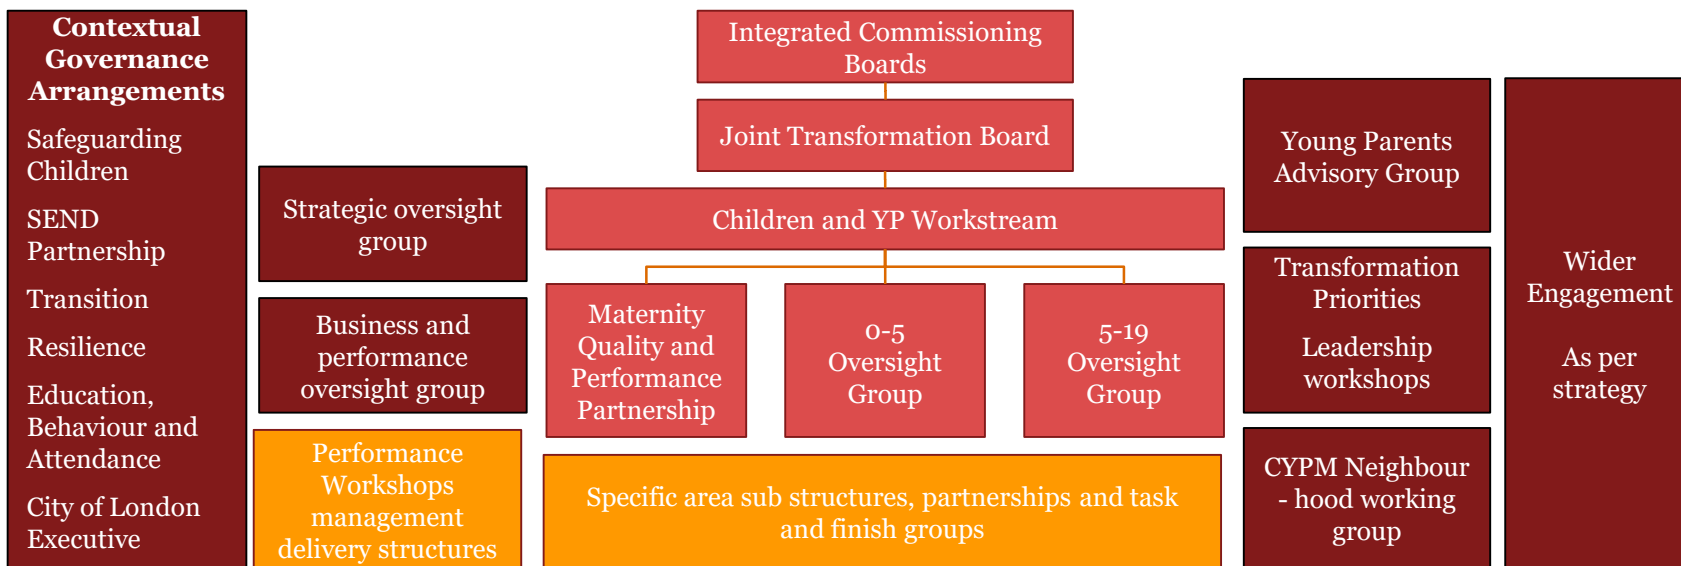 Contextual
Governance
Arrangements
Safeguarding
Children
SEND
Partnership
Transition
Resilience
Education,
Behaviour and
Attendance
City of London
Executive
Strategic oversight
group
Business and
performance
oversight group
Performance
Workshops
management
delivery structures
Integrated Commissioning
Boards
Joint Transformation Board
Children and YP Workstream
Maternity
Quality and
Performance
Partnership
0-5
Oversight
Group
5-19
Oversight
Group
Specific area sub structures, partnerships and task
and finish groups
Young Parents
Advisory Group
Transformation
Priorities
Leadership
workshops
CYPM Neighbour
- hood working
group
Wider
Engagement
As per
strategy